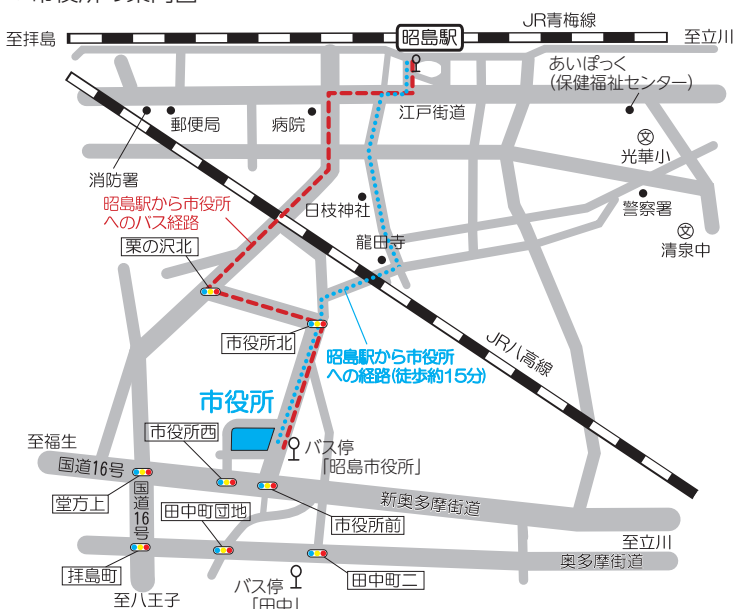 JR青梅線
至拝島
昭島駅
至立川
あいぽっく
(保健福祉センター)
江戸街道
郵便局
病院
文
光華小
消防署
昭島駅から市役所
へのバス経路
日枝神社
警察署
文
清泉中
栗の沢北
龍田寺
市役所北
JR八高線
昭島駅から市役所
への経路(徒歩約15分)
市役所
至福生
市役所西
バス停
「昭島市役所」
国道16号
堂方上
国道16号
田中町団地
市役所前
新奥多摩街道
至立川
拝島町
田中町二
奥多摩街道
至八王子
バス停
「田中」